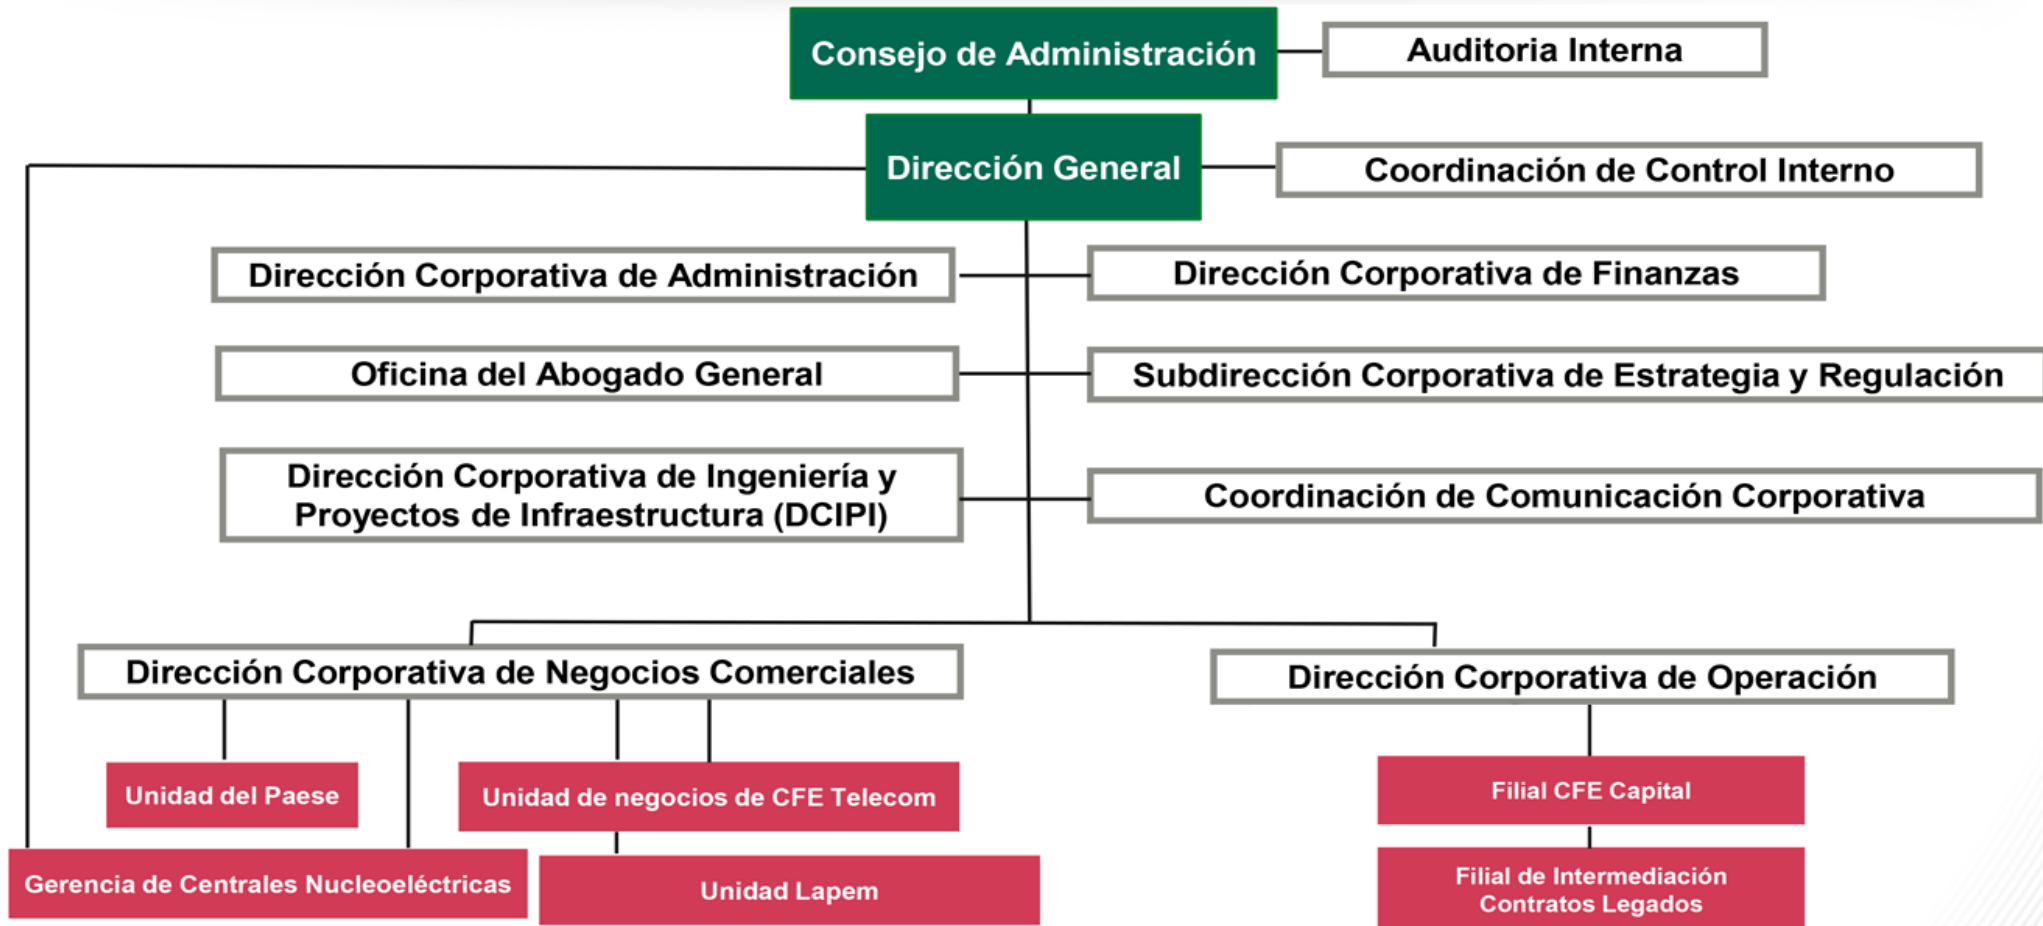 Consejo de Administración
Auditoria Interna
Dirección General
Coordinación de Control Interno
Dirección Corporativa de Administración
Dirección Corporativa de Finanzas
Oficina del Abogado General
Subdirección Corporativa de Estrategia y Regulación
Dirección Corporativa de Ingeniería y
Proyectos de Infraestructura (DCIPI)
Coordinación de Comunicación Corporativa
Dirección Corporativa de Negocios Comerciales
Dirección Corporativa de Operación
Unidad del Paese
Unidad de negocios de CFE Telecom
Filial CFE Capital
Gerencia de Centrales Nucleoeléctricas
Unidad Lapem
Filial de Intermediación
Contratos Legados